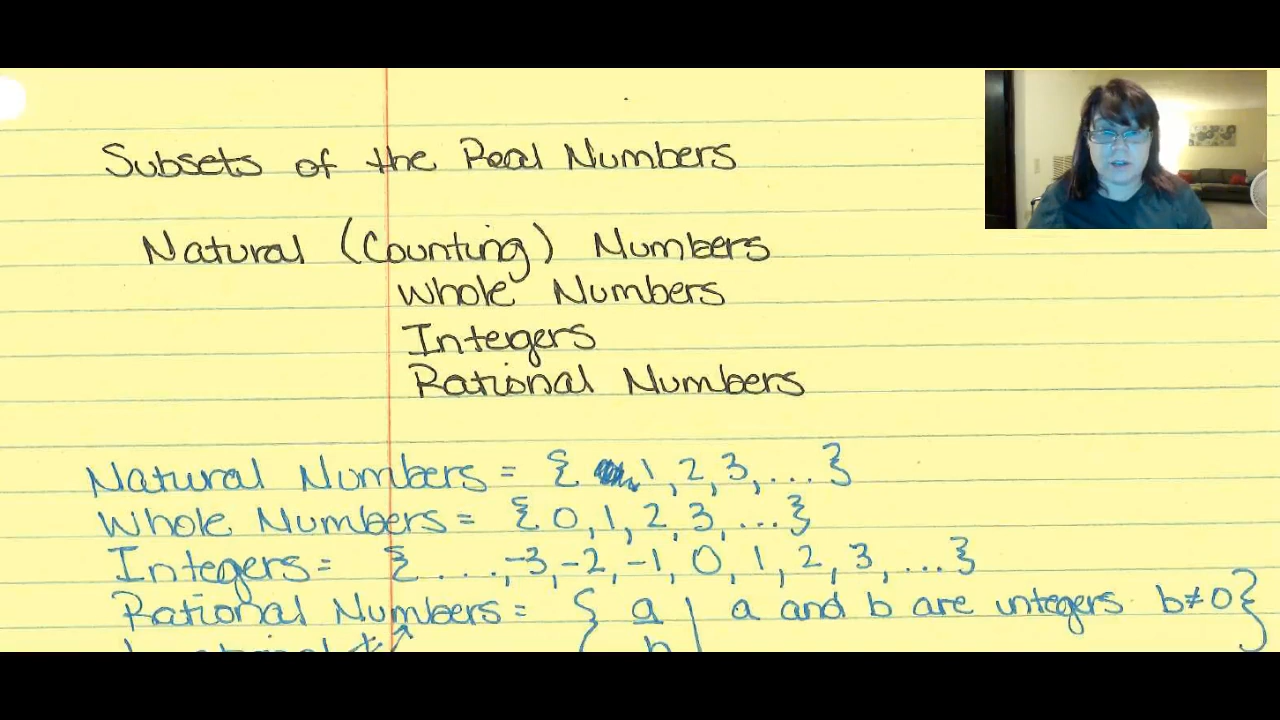 Subsets of the Real Numbers
Natural (Counting) Numbers
Whole Numbers
Integers
Rational Numbers
Natural Numbers = { 1, 2, 3, ... }
Whole Numbers = { 0, 1, 2, 3, ... }
Integers = { ...., -3, -2, -1, 0, 1, 2, 3, ... }
Rational Numbers = { a/b | a and b are integers b≠0 }